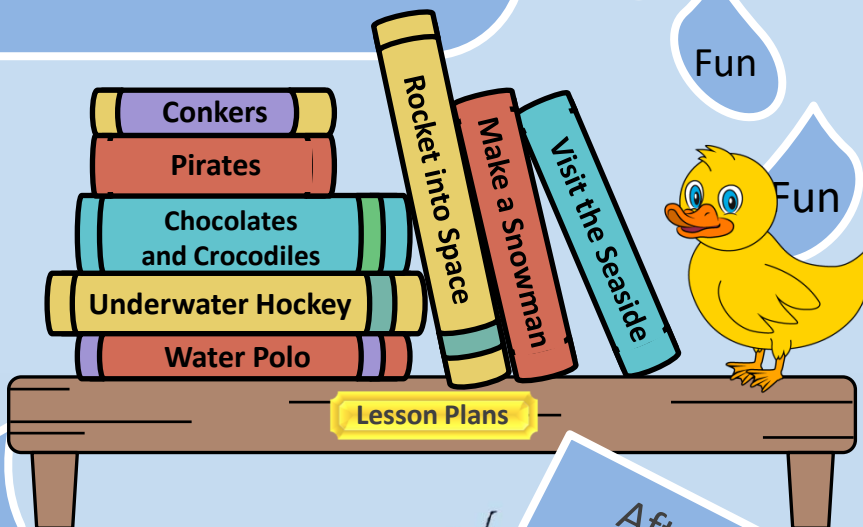 Fun
Fun
Conkers
Pirates
Chocolates
and Crocodiles
Underwater Hockey
Water Polo
Rocket into Space
Make a Snowman
Visit the Seaside
Lesson Plans